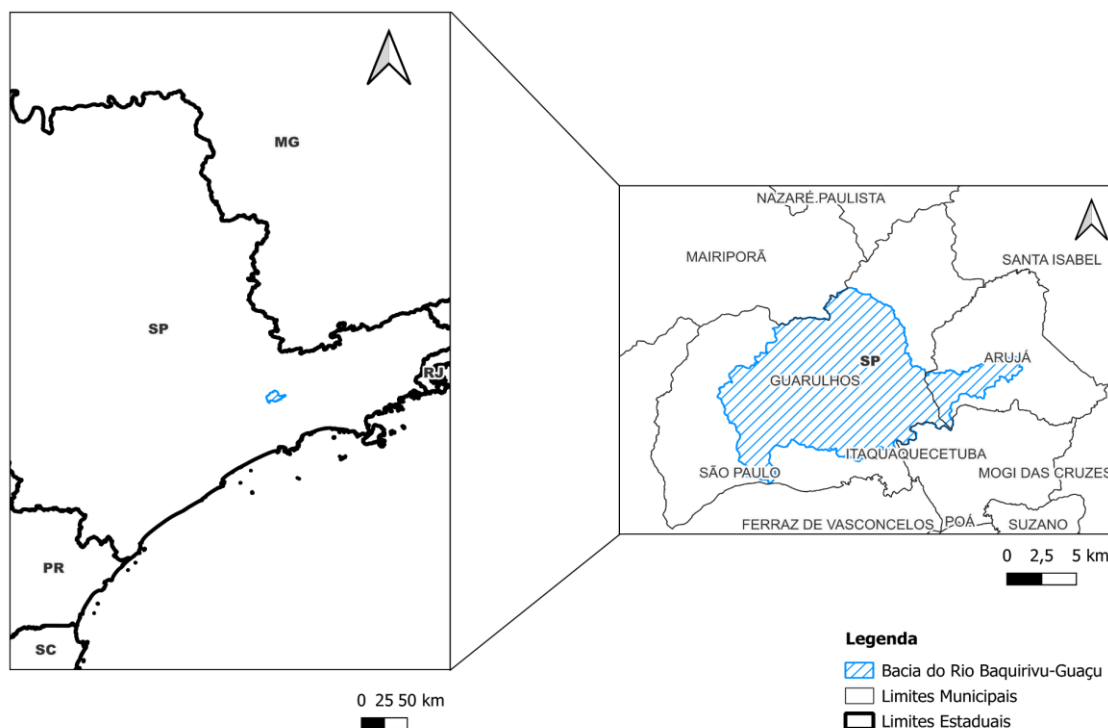 MG
SP
RJ
PR
SC
0 25 50 km
NAZARÉ.PAULISTA
MAIRIPORÃ
SANTA ISABEL
SP
ARUJÁ
GUARULHOS
ITAQUAQUECETUBA
SÃO PAULO
MOGI DAS CRUZES
FERRAZ DE VASCONCELOS
POÁ
SUZANO
0 2,5 5 km
Legenda
Bacia do Rio Baquirivu-Guaçu
Limites Municipais
Limites Estaduais